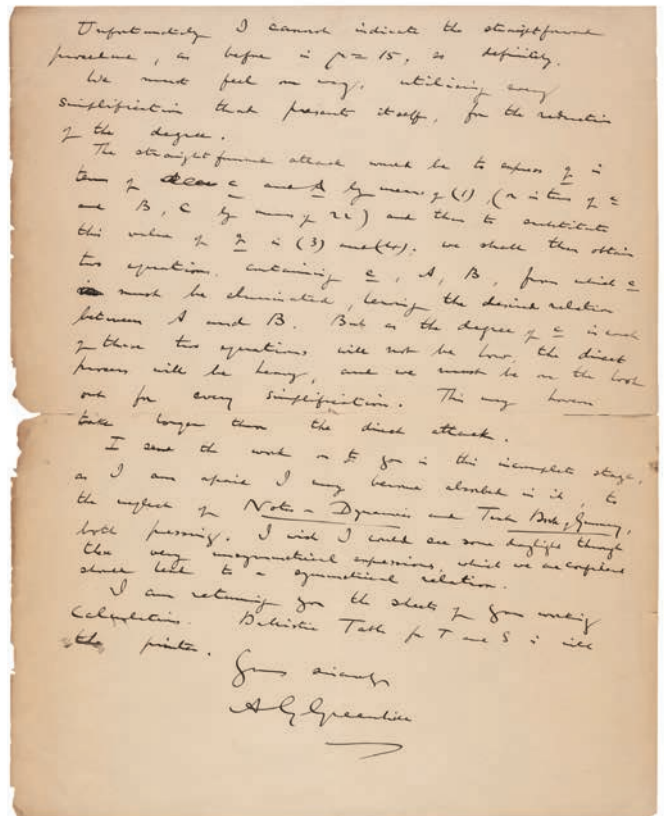 Unfortunately I cannot indicate the straightforward
procedure, as before in μ = 15, so definitely.
We must feel our way, utilising every
simplification that presents itself, for the reduction
of the degree.
The straightforward attack would be to express q in
terms of c and A by means of (1), (r in terms of c
and B, C by means of 22) and then to substitute
this value of q in (3) and (4). We shall then obtain
two equations, containing c, A, B, from which c
must be eliminated, leaving the desired relation
between A and B. But as the degree of c in each
of these two equations will not be low, the direct
process will be heavy, and we must be on the look
out for every simplification. This may however
take longer than the direct attack.
I send the work on to you in this incomplete stage,
as I am afraid I may become absorbed in it, to
the neglect of Notes on Dynamics and Text Book of Gunnery,
both pressing. I wish I could see some daylight through
these very unsymmetrical expressions, which we are confident
should lead to a symmetrical relation.
I am returning you the sheets of your working
calculations. Ballistic Table for T and S is with
the printer.
Yours sincerely
A G Greenhill